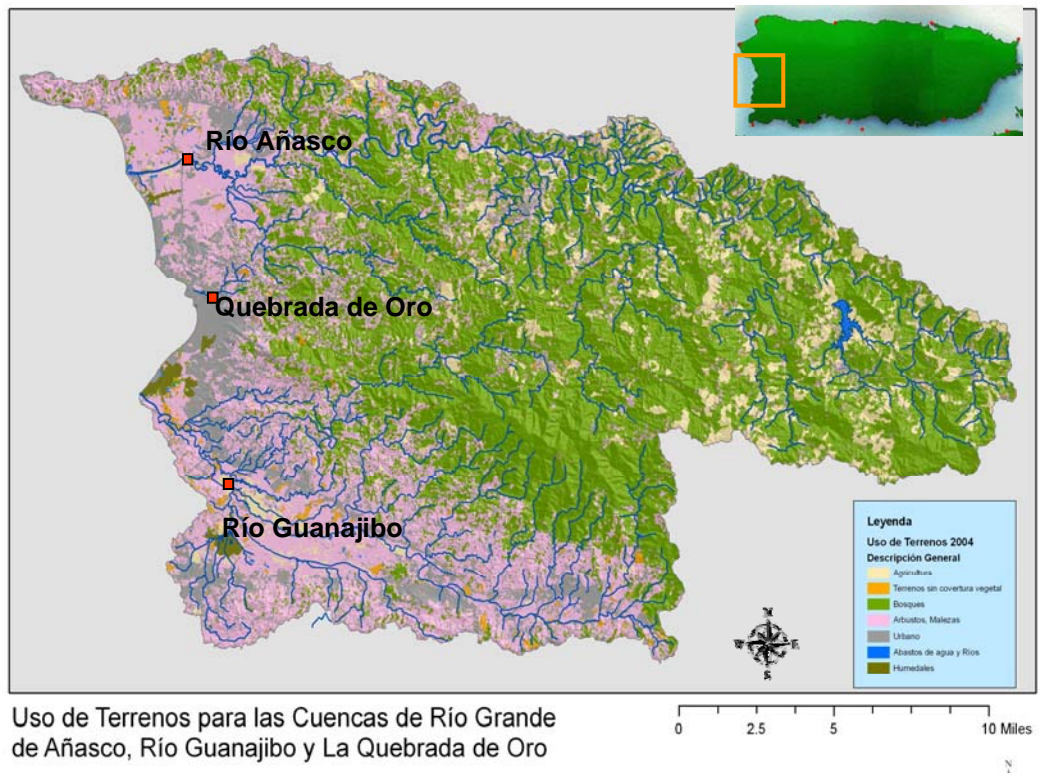 Río Añasco
Quebrada de Oro
Río Guanajibo
Leyenda
Uso de Terrenos 2004
Descripción General
Agricultura
Terrenos sin covertura vegetal
Bosques
Arbustos, Malezas
Urbano
Abastos de agua y Rios
Humedales
N
E
S
Uso de Terrenos para las Cuencas de Río Grande
de Añasco, Río Guanajibo y La Quebrada de Oro
0 2.5 5 10 Miles
N